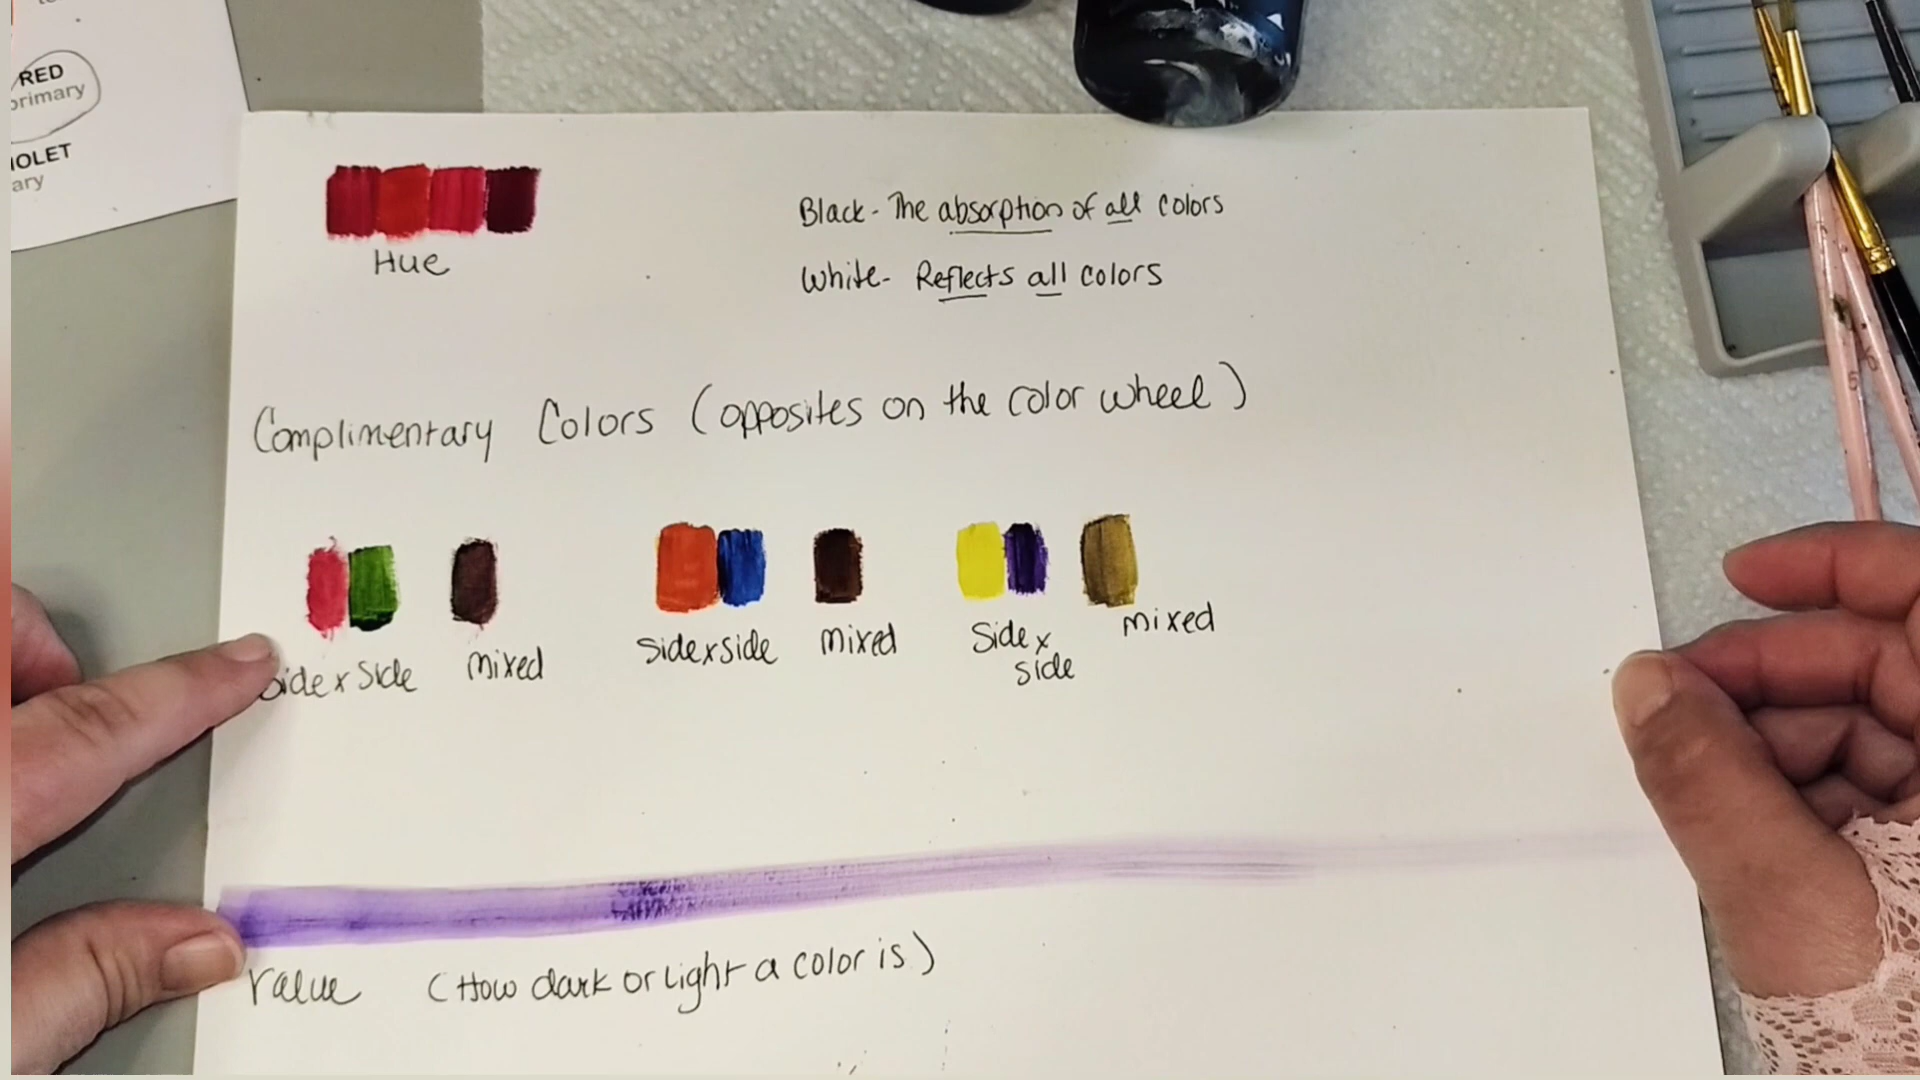 RED
primary
IOLET
ary
Hue
Black - The absorption of all colors
White - Reflects all colors
Complimentary Colors (opposites on the color wheel)
Side x Side
Mixed
Side x side
Mixed
Side x
side
Mixed
Value (How dark or light a color is)